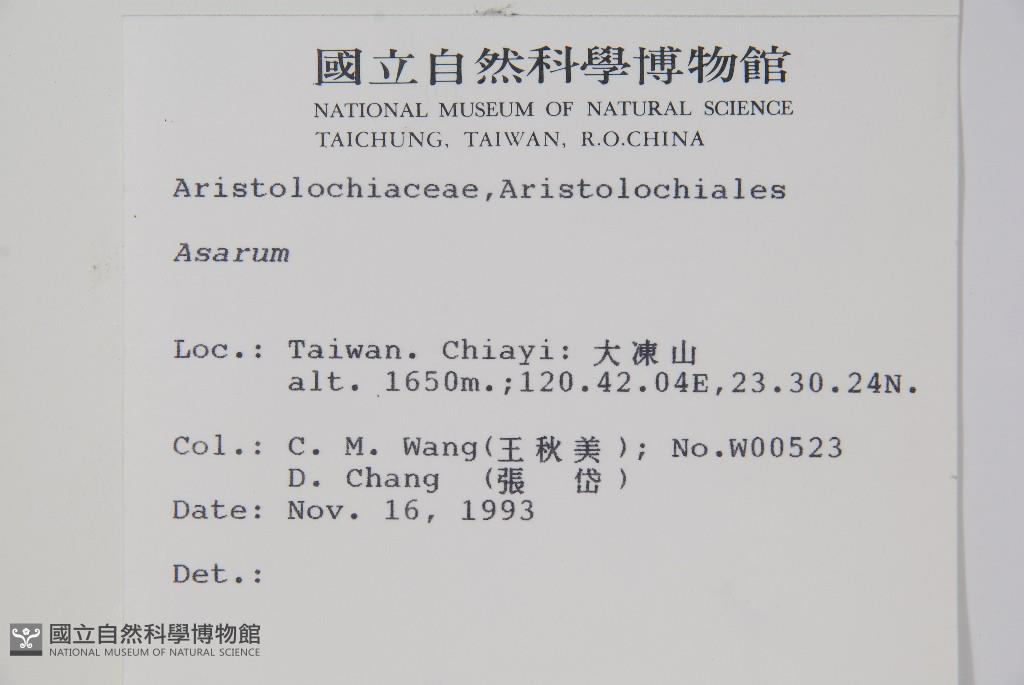 國立自然科學博物館
NATIONAL MUSEUM OF NATURAL SCIENCE
TAICHUNG, TAIWAN, R.O.CHINA
Aristolochiaceae,Aristolochiales
Asarum
Loc.: Taiwan. Chiayi: 大凍山
alt. 1650m.;120.42.04E,23.30.24N.
Col.: C. M. Wang(王秋美); No.W00523
D. Chang (張 岱)
Date: Nov. 16, 1993
Det.:
國立自然科學博物館
NATIONAL MUSEUM OF NATURAL SCIENCE